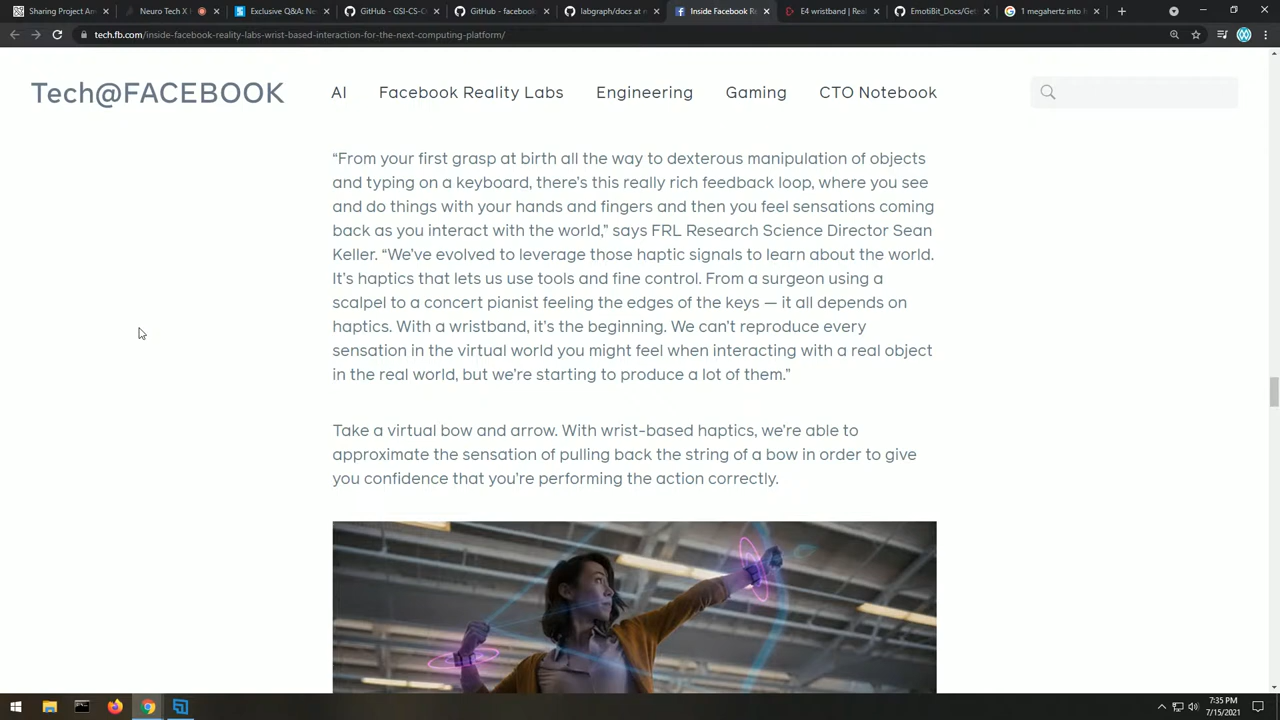 Sharing Project Ant
Neuro Tech X
Exclusive Q&A: Ne
GitHub - GSI-CS-C
GitHub - facebook
labgraph/docs at m
Inside Facebook R
E4 wristband | Rea
EmotiBit_Docs/Get
1 megahertz into h
tech.fb.com/inside-facebook-reality-labs-wrist-based-interaction-for-the-next-computing-platform/
Tech@FACEBOOK
AI
Facebook Reality Labs
Engineering
Gaming
CTO Notebook
“From your first grasp at birth all the way to dexterous manipulation of objects
and typing on a keyboard, there’s this really rich feedback loop, where you see
and do things with your hands and fingers and then you feel sensations coming
back as you interact with the world,” says FRL Research Science Director Sean
Keller. “We’ve evolved to leverage those haptic signals to learn about the world.
It’s haptics that lets us use tools and fine control. From a surgeon using a
scalpel to a concert pianist feeling the edges of the keys — it all depends on
haptics. With a wristband, it’s the beginning. We can’t reproduce every
sensation in the virtual world you might feel when interacting with a real object
in the real world, but we’re starting to produce a lot of them.”
Take a virtual bow and arrow. With wrist-based haptics, we’re able to
approximate the sensation of pulling back the string of a bow in order to give
you confidence that you’re performing the action correctly.
7:35 PM
7/15/2021